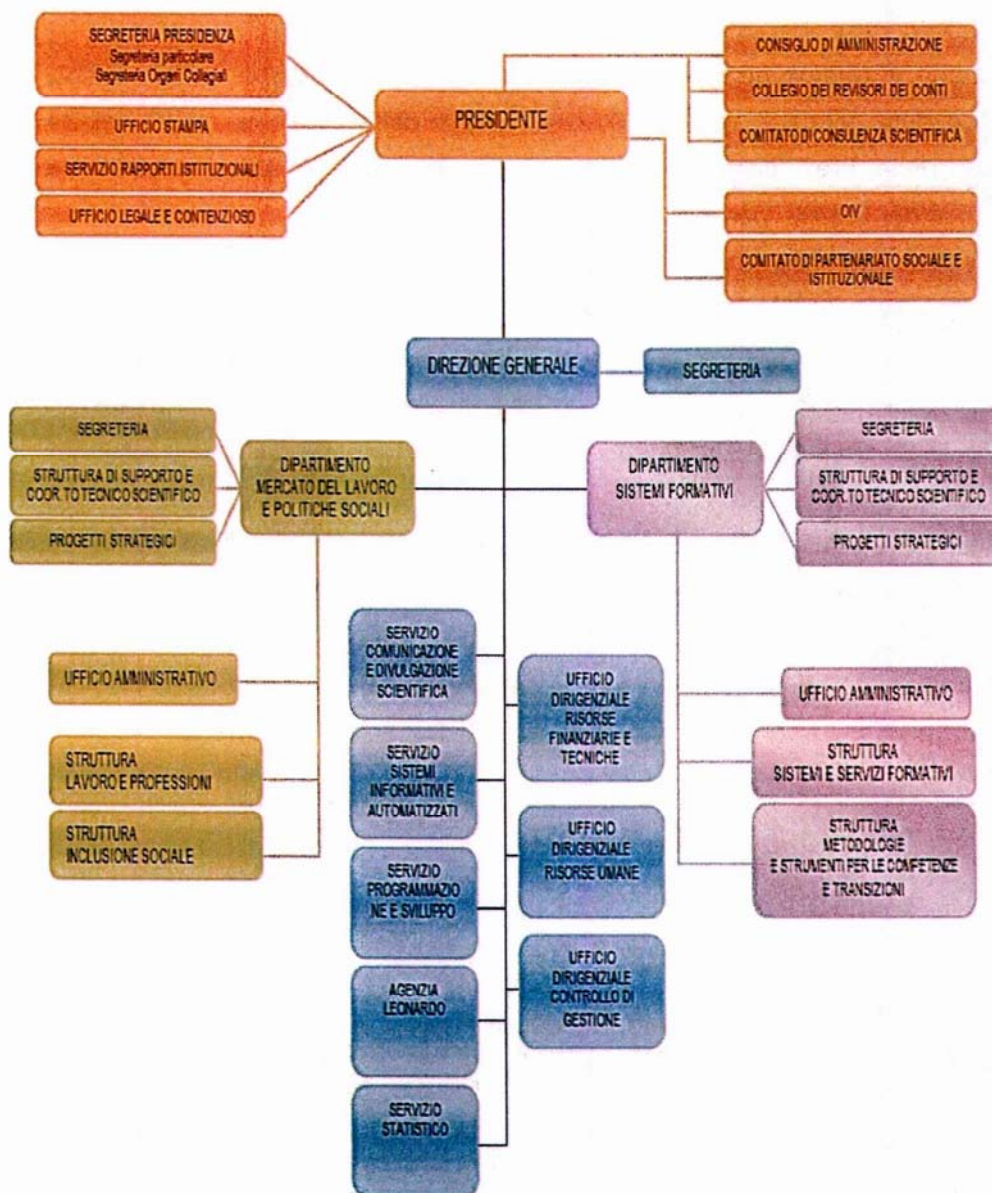 SEGRETERIA PRESIDENZA
Segreteria particolare
Segreteria Organi Collegiali
UFFICIO STAMPA
SERVIZIO RAPPORTI ISTITUZIONALI
UFFICIO LEGALE E CONTENZIOSO
PRESIDENTE
CONSIGLIO DI AMMINISTRAZIONE
COLLEGIO DEI REVISORI DEI CONTI
COMITATO DI CONSULENZA SCIENTIFICA
OIV
COMITATO DI PARTENARIATO SOCIALE E
ISTITUZIONALE
DIREZIONE GENERALE
SEGRETERIA
SEGRETERIA
STRUTTURA DI SUPPORTO E
COOR.TO TECNICO SCIENTIFICO
PROGETTI STRATEGICI
DIPARTIMENTO
MERCATO DEL LAVORO
E POLITICHE SOCIALI
DIPARTIMENTO
SISTEMI FORMATIVI
SEGRETERIA
STRUTTURA DI SUPPORTO E
COOR.TO TECNICO SCIENTIFICO
PROGETTI STRATEGICI
UFFICIO AMMINISTRATIVO
STRUTTURA
LAVORO E PROFESSIONI
STRUTTURA
INCLUSIONE SOCIALE
SERVIZIO
COMUNICAZIONE
E DIVULGAZIONE
SCIENTIFICA
SERVIZIO
SISTEMI
INFORMATIVI E
AUTOMATIZZATI
SERVIZIO
PROGRAMMAZIO
NE E SVILUPPO
AGENZIA
LEONARDO
SERVIZIO
STATISTICO
UFFICIO
DIRIGENZIALE
RISORSE
FINANZIARIE E
TECNICHE
UFFICIO
DIRIGENZIALE
RISORSE UMANE
UFFICIO
DIRIGENZIALE
CONTROLLO DI
GESTIONE
UFFICIO AMMINISTRATIVO
STRUTTURA
SISTEMI E SERVIZI FORMATIVI
STRUTTURA
METODOLOGIE
E STRUMENTI PER LE COMPETENZE
E TRANSIZIONI